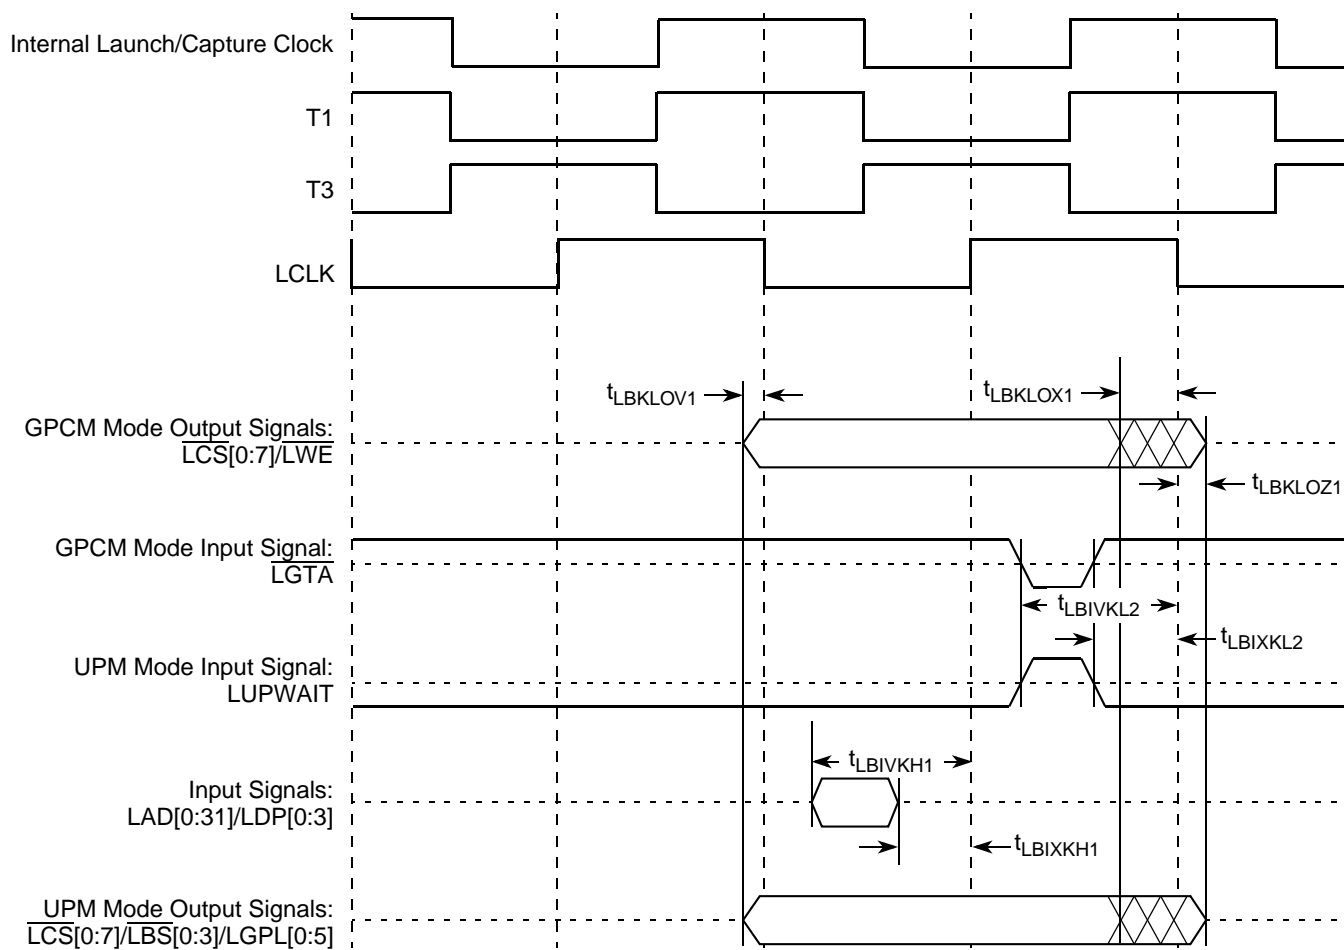 Internal Launch/Capture Clock
T1
T3
LCLK
tLBKLOV1
tLBKLOX1
GPCM Mode Output Signals:
LCS[0:7]/LWE
tLBKLOZ1
GPCM Mode Input Signal:
LGTA
tLBIVKL2
tLBIXKL2
UPM Mode Input Signal:
LUPWAIT
tLBIVKH1
Input Signals:
LAD[0:31]/LDP[0:3]
tLBIXKH1
UPM Mode Output Signals:
LCS[0:7]/LBS[0:3]/LGPL[0:5]